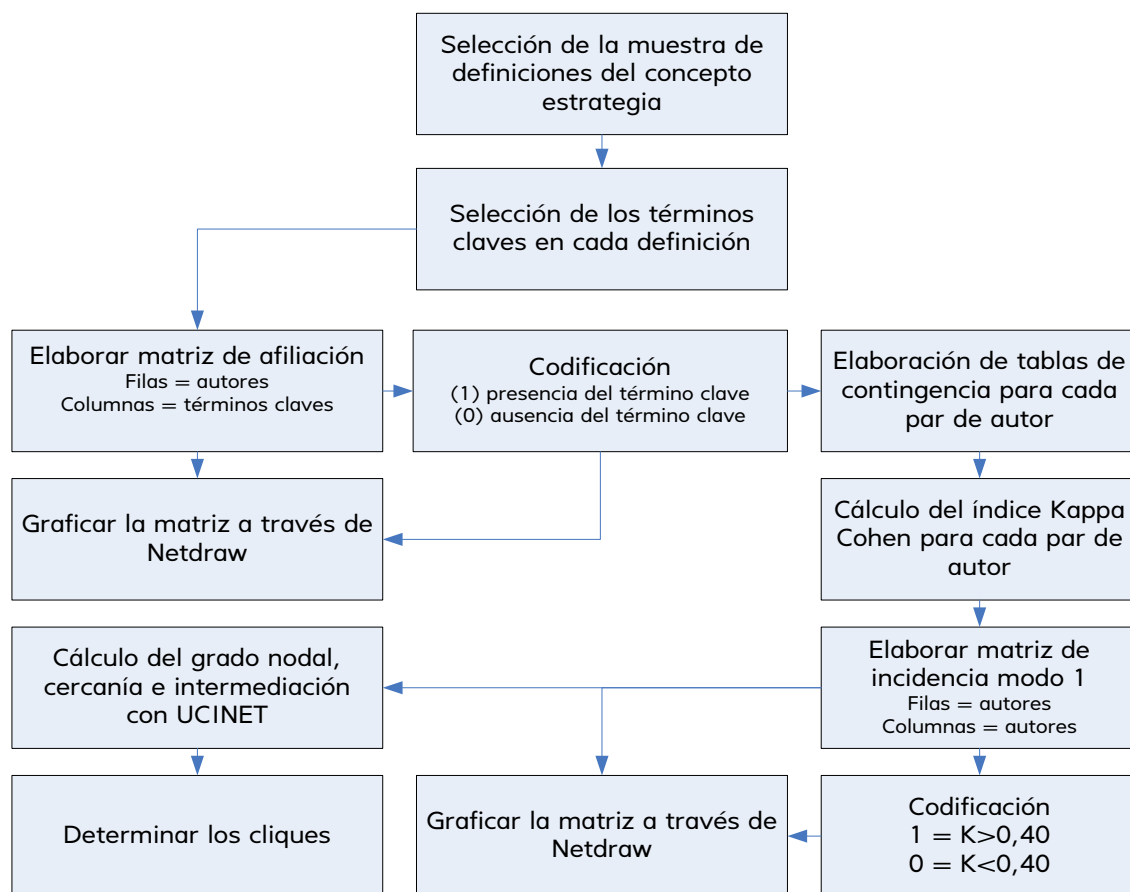 Selección de la muestra de
definiciones del concepto
estrategia
Selección de los términos
claves en cada definición
Elaborar matriz de afiliación
Filas = autores
Columnas = términos claves
Codificación
(1) presencia del término clave
(0) ausencia del término clave
Elaboración de tablas de
contingencia para cada
par de autor
Graficar la matriz a través de
Netdraw
Cálculo del índice Kappa
Cohen para cada par de
autor
Cálculo del grado nodal,
cercanía e intermediación
con UCINET
Elaborar matriz de
incidencia modo 1
Filas = autores
Columnas = autores
Determinar los cliques
Graficar la matriz a través de
Netdraw
Codificación
1 = K>0,40
0 = K<0,40